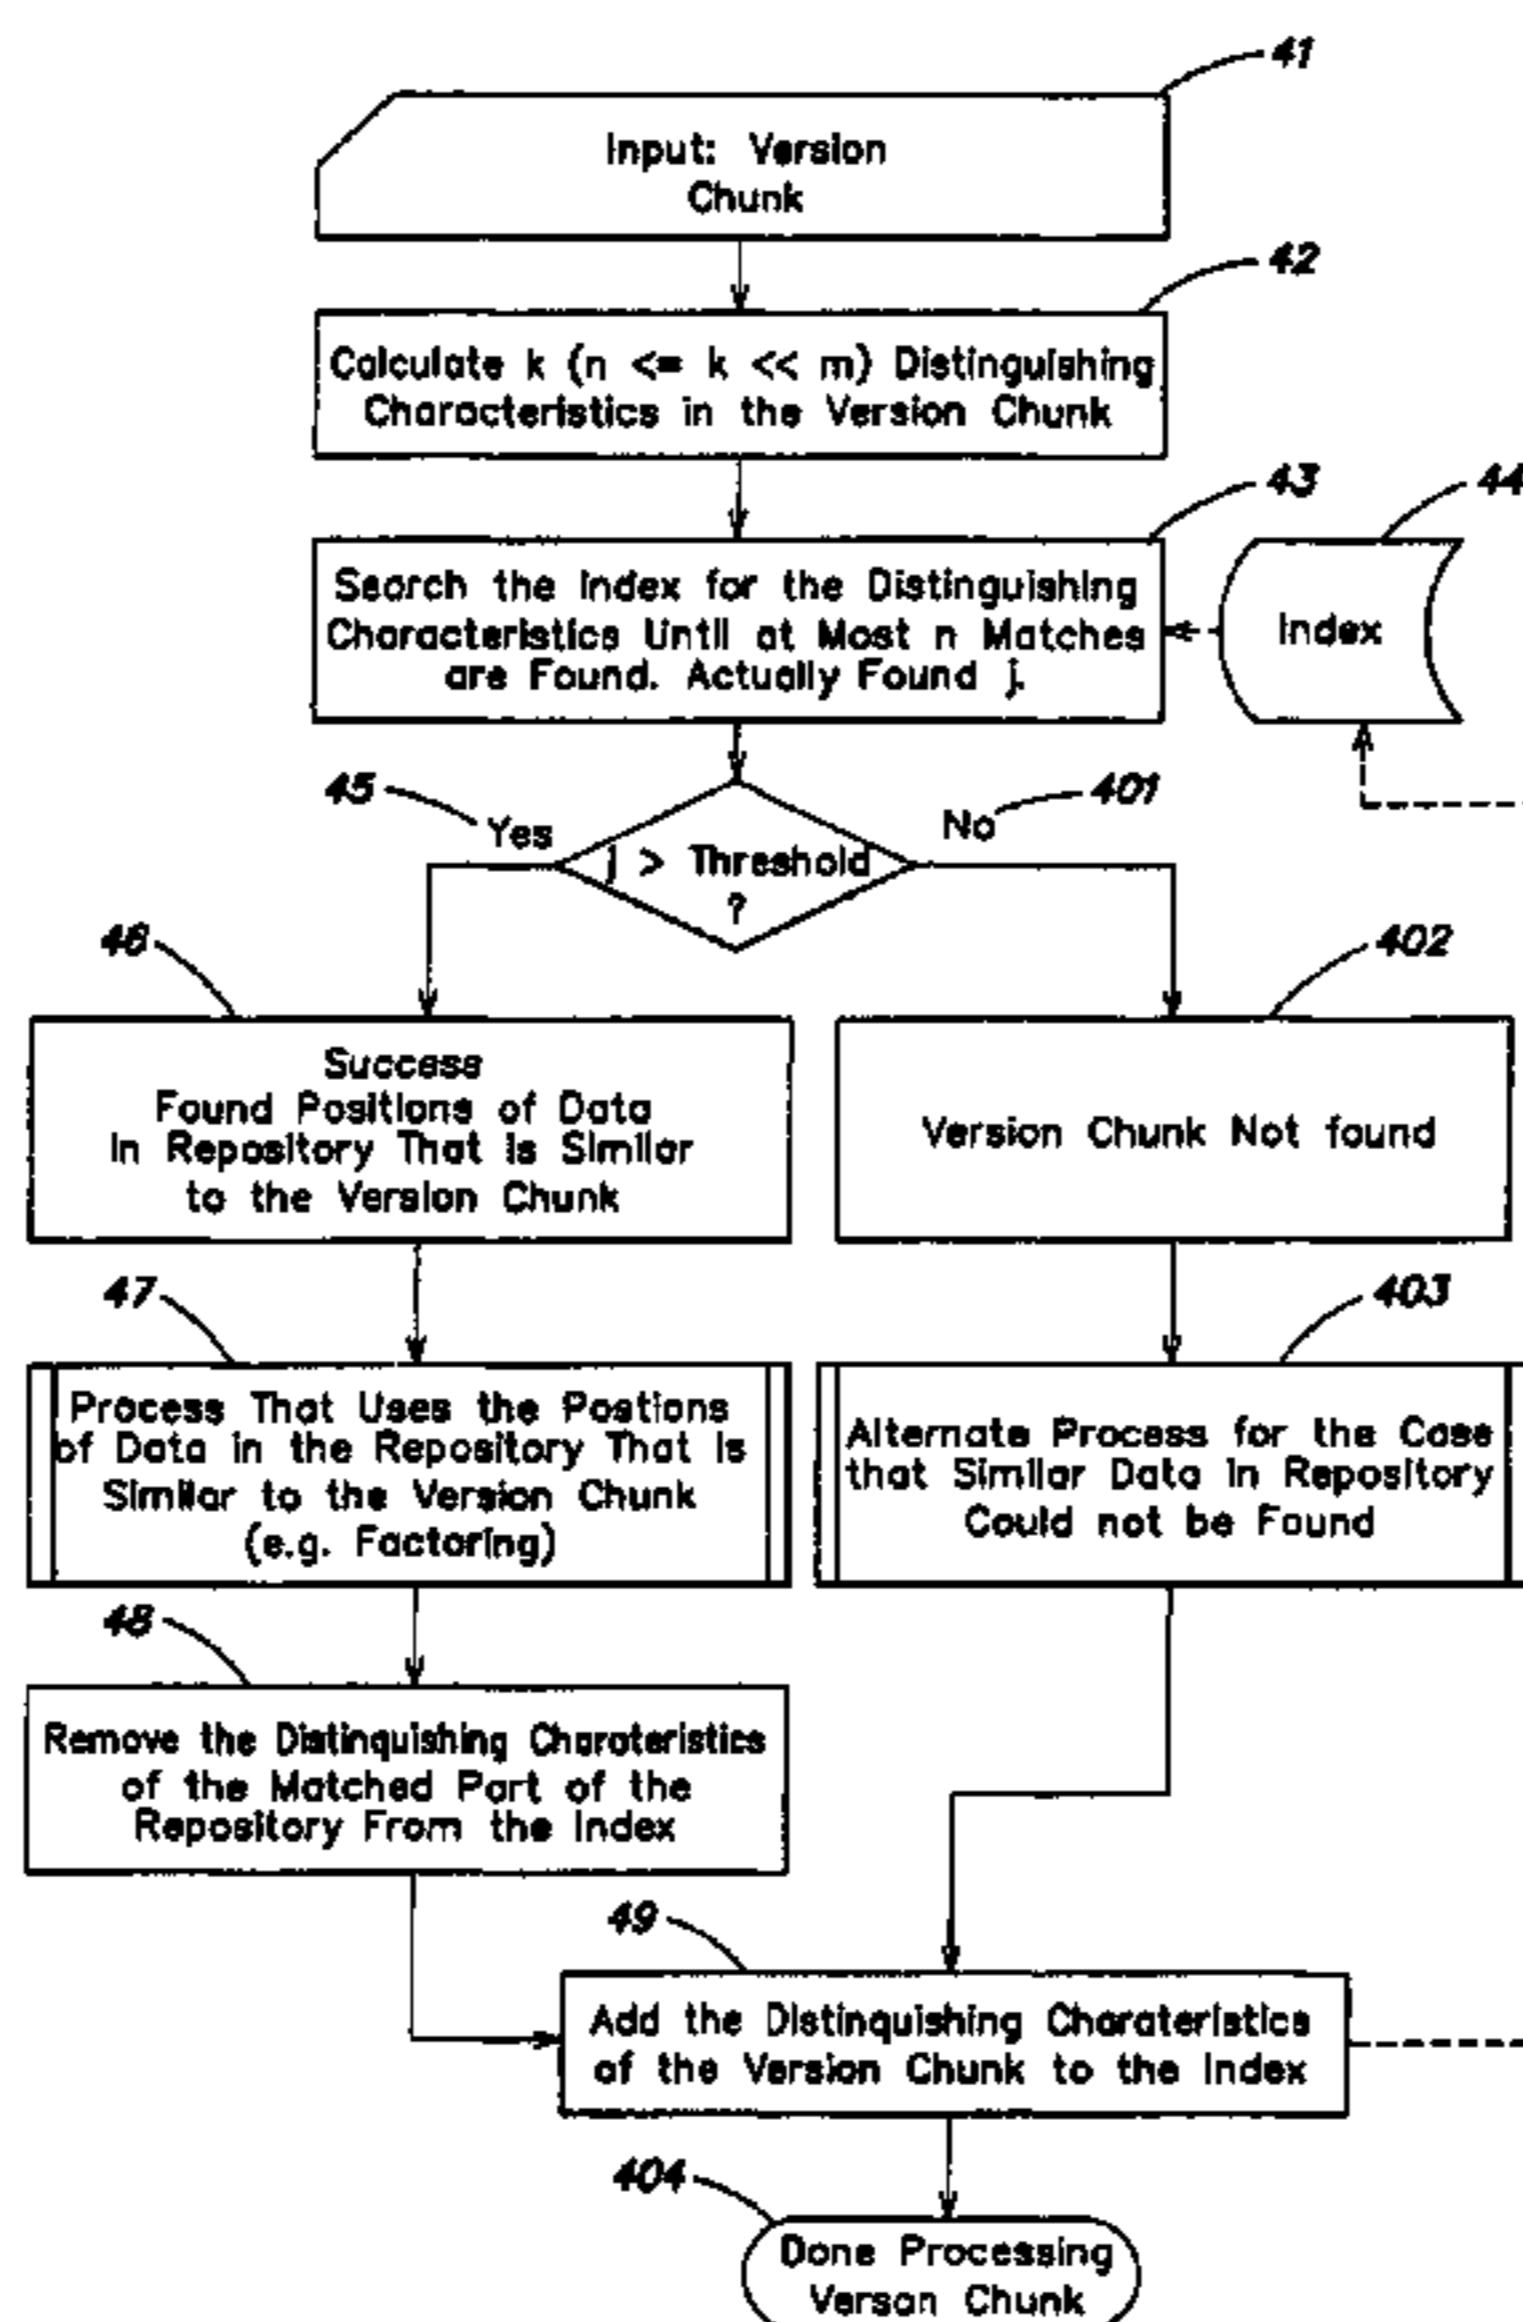 41
Input: Version
Chunk
42
Calculate k (n <= k << m) Distinguishing
Characteristics in the Version Chunk
43
44
Search the Index for the Distinguishing
Characteristics Until at Most n Matches
are Found. Actually Found j.
Index
45
Yes
No
401
j > Threshold
?
46
402
Success
Found Positions of Data
in Repository That is Similar
to the Version Chunk
Version Chunk Not found
47
403
Process That Uses the Postions
of Data in the Repository That is
Similar to the Version Chunk
(e.g. Factoring)
Alternate Process for the Case
that Similar Data in Repository
Could not be Found
48
Remove the Distinquishing Charateristics
of the Matched Part of the
Repository From the Index
49
Add the Distinquishing Charateristics
of the Version Chunk to the Index
404
Done Processing
Verson Chunk